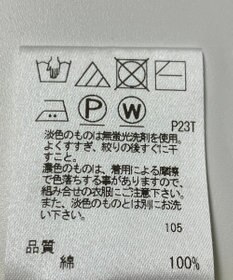 P W
P23T
淡色のものは無蛍光洗剤を使用。
よくすすぎ、絞りの後すぐに干
すこと。
濃色のものは、着用による摩擦
で色落ちする事がありますので、
組み合せの衣服にご注意下さい。
また、淡色のものとは別にお洗
い下さい。
105
品質
綿 100%